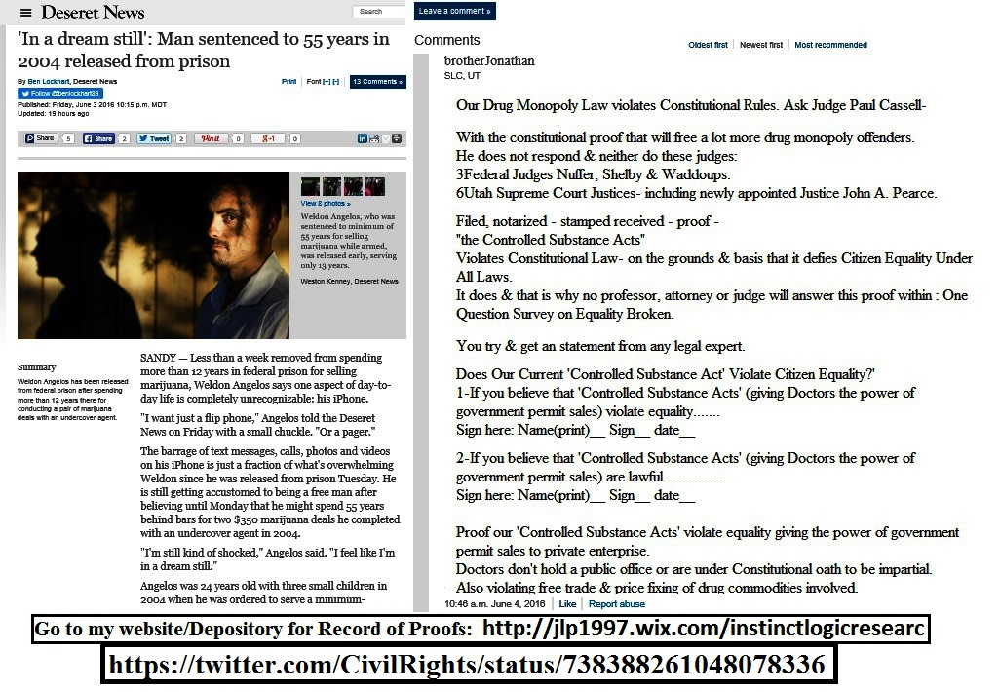 Deseret News
Search
'In a dream still': Man sentenced to 55 years in
2004 released from prison
By Ben Lockhart, Deseret News
Print
Font [+] [-]
13 Comments »
Follow @benlockhart89
Published: Friday, June 3 2016 10:15 p.m. MDT
Updated: 19 hours ago
Share 5
Share 2
Tweet 2
Pinit 0
g+1 0
in
View 8 photos »
Weldon Angelos, who was
sentenced to minimum of
55 years for selling
marijuana while armed,
was released early, serving
only 13 years.
Weston Kenney, Deseret News
Summary
Weldon Angelos has been released
from federal prison after spending
more than 12 years there for
conducting a pair of marijuana
deals with an undercover agent.
SANDY — Less than a week removed from spending
more than 12 years in federal prison for selling
marijuana, Weldon Angelos says one aspect of day-to-
day life is completely unrecognizable: his iPhone.
"I want just a flip phone," Angelos told the Deseret
News on Friday with a small chuckle. "Or a pager."
The barrage of text messages, calls, photos and videos
on his iPhone is just a fraction of what's overwhelming
Weldon since he was released from prison Tuesday. He
is still getting accustomed to being a free man after
believing until Monday that he might spend 55 years
behind bars for two $350 marijuana deals he completed
with an undercover agent in 2004.
"I'm still kind of shocked," Angelos said. "I feel like I'm
in a dream still."
Angelos was 24 years old with three small children in
2004 when he was ordered to serve a minimum-
Leave a comment »
Comments
Oldest first
Newest first
Most recommended
brotherJonathan
SLC, UT
Our Drug Monopoly Law violates Constitutional Rules. Ask Judge Paul Cassell-
With the constitutional proof that will free a lot more drug monopoly offenders.
He does not respond & neither do these judges:
3Federal Judges Nuffer, Shelby & Waddoups.
6Utah Supreme Court Justices- including newly appointed Justice John A. Pearce.
Filed, notarized - stamped received - proof -
"the Controlled Substance Acts"
Violates Constitutional Law- on the grounds & basis that it defies Citizen Equality Under
All Laws.
It does & that is why no professor, attorney or judge will answer this proof within : One
Question Survey on Equality Broken.
You try & get an statement from any legal expert.
Does Our Current 'Controlled Substance Act' Violate Citizen Equality?'
1-If you believe that 'Controlled Substance Acts' (giving Doctors the power of
government permit sales) violate equality.......
Sign here: Name(print)__ Sign__ date__
2-If you believe that 'Controlled Substance Acts' (giving Doctors the power of
government permit sales) are lawful................
Sign here: Name(print)__ Sign__ date__
Proof our 'Controlled Substance Acts' violate equality giving the power of government
permit sales to private enterprise.
Doctors don't hold a public office or are under Constitutional oath to be impartial.
Also violating free trade & price fixing of drug commodities involved.
10:46 a.m. June 4, 2016
Like
Report abuse
Go to my website/Depository for Record of Proofs: http://jlp1997.wix.com/instinctlogicresearc
https://twitter.com/CivilRights/status/738388261048078336